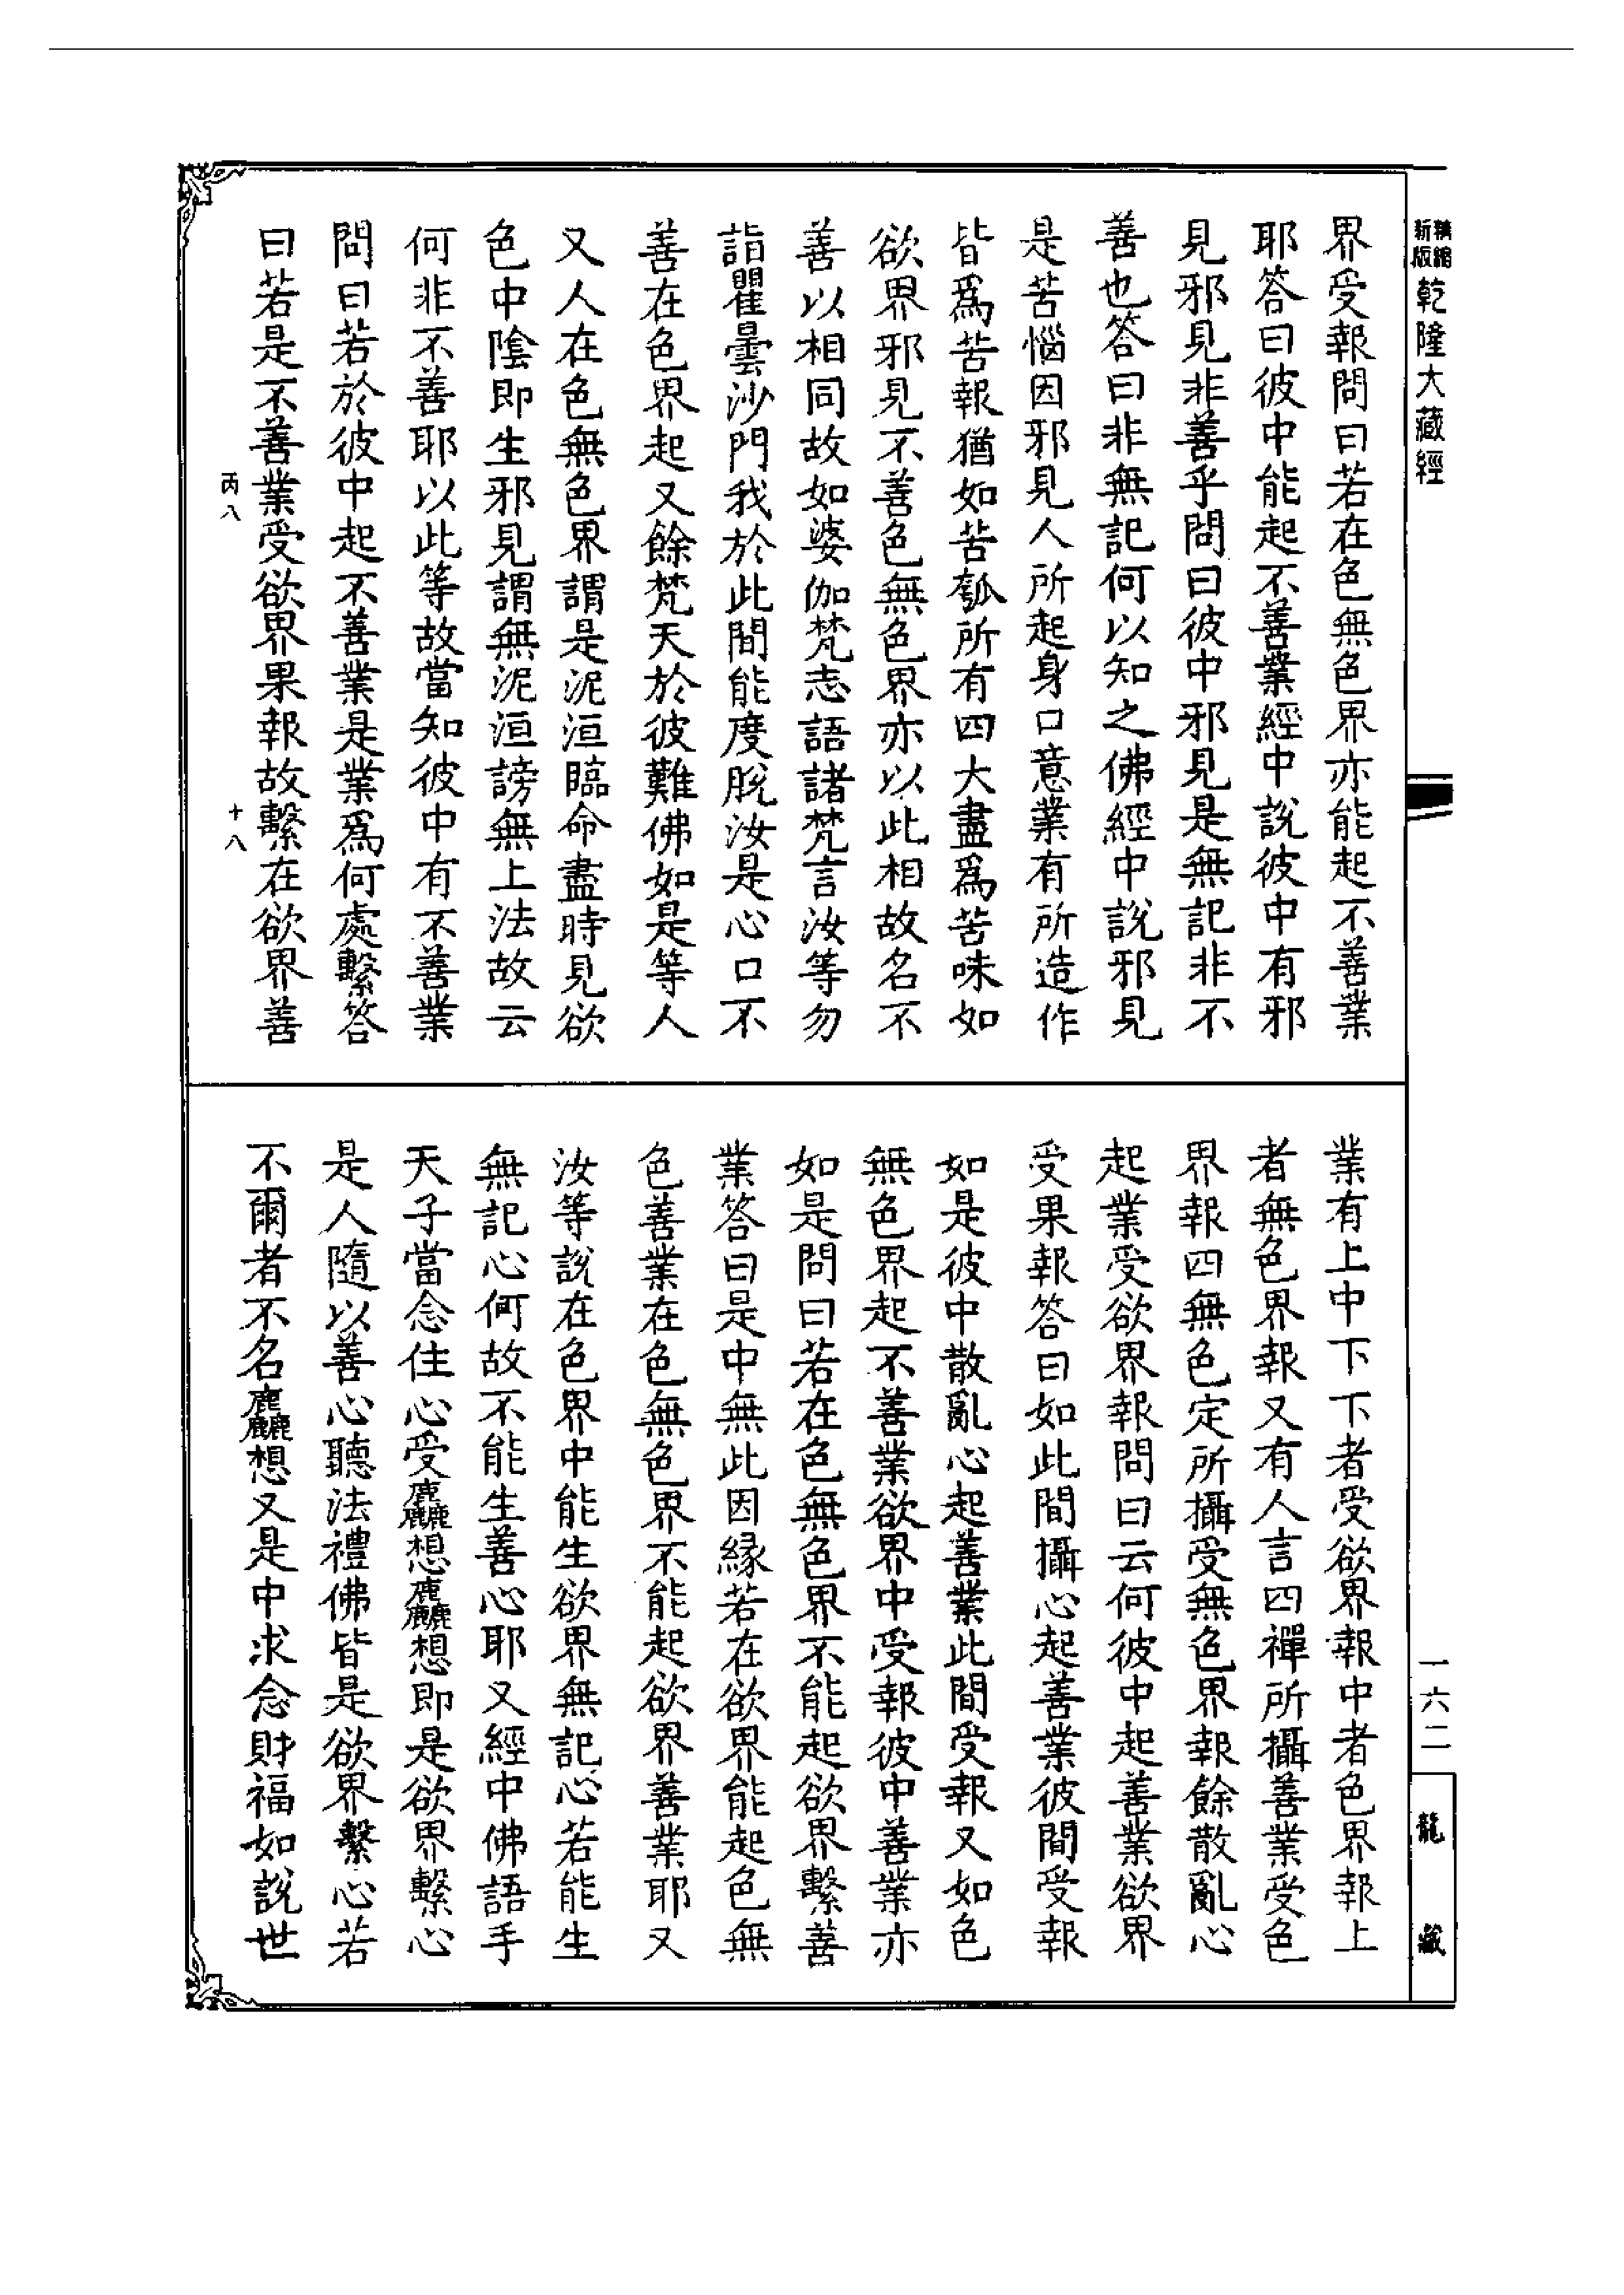 精縮新版乾隆大藏經
界受報問曰若在色無色界亦能起不善業
耶答曰彼中能起不善業經中說彼中有邪
見邪見非善乎問曰彼中邪見是無記非不
善也答曰非無記何以知之佛經中說邪見
是苦惱因邪見人所起身口意業有所造作
皆爲苦報猶如苦瓠所有四大盡爲苦味如
欲界邪見不善色無色界亦以此相故名不
善以相同故如婆伽梵志語諸梵言汝等勿
詣瞿曇沙門我於此間能度脫汝是心口不
善在色界起又餘梵天於彼難佛如是等人
又人在色無色界謂是泥洹臨命盡時見欲
色中陰即生邪見謂無泥洹謗無上法故云
何非不善耶以此等故當知彼中有不善業
問曰若於彼中起不善業是業爲何處繫答
曰若是不善業受欲界果報故繫在欲界善
丙八
十八
業有上中下下者受欲界報中者色界報上
者無色界報又有人言四禪所攝善業受色
界報四無色定所攝受無色界報餘散亂心
起業受欲界報問曰云何彼中起善業欲界
受果報答曰如此間攝心起善業彼間受報
如是彼中散亂心起善業此間受報又如色
無色界起不善業欲界中受報彼中善業亦
如是問曰若在色無色界不能起欲界繫善
業答曰是中無此因緣若在欲界能起色無
色善業在色無色界不能起欲界善業耶又
汝等說在色界中能生欲界無記心若能生
無記心何故不能生善心耶又經中佛語手
天子當念住心受麤想麤想即是欲界繫心
是人隨以善心聽法禮佛皆是欲界繫心若
不爾者不名麤想又是中求念財福如說世
一六二
龍藏